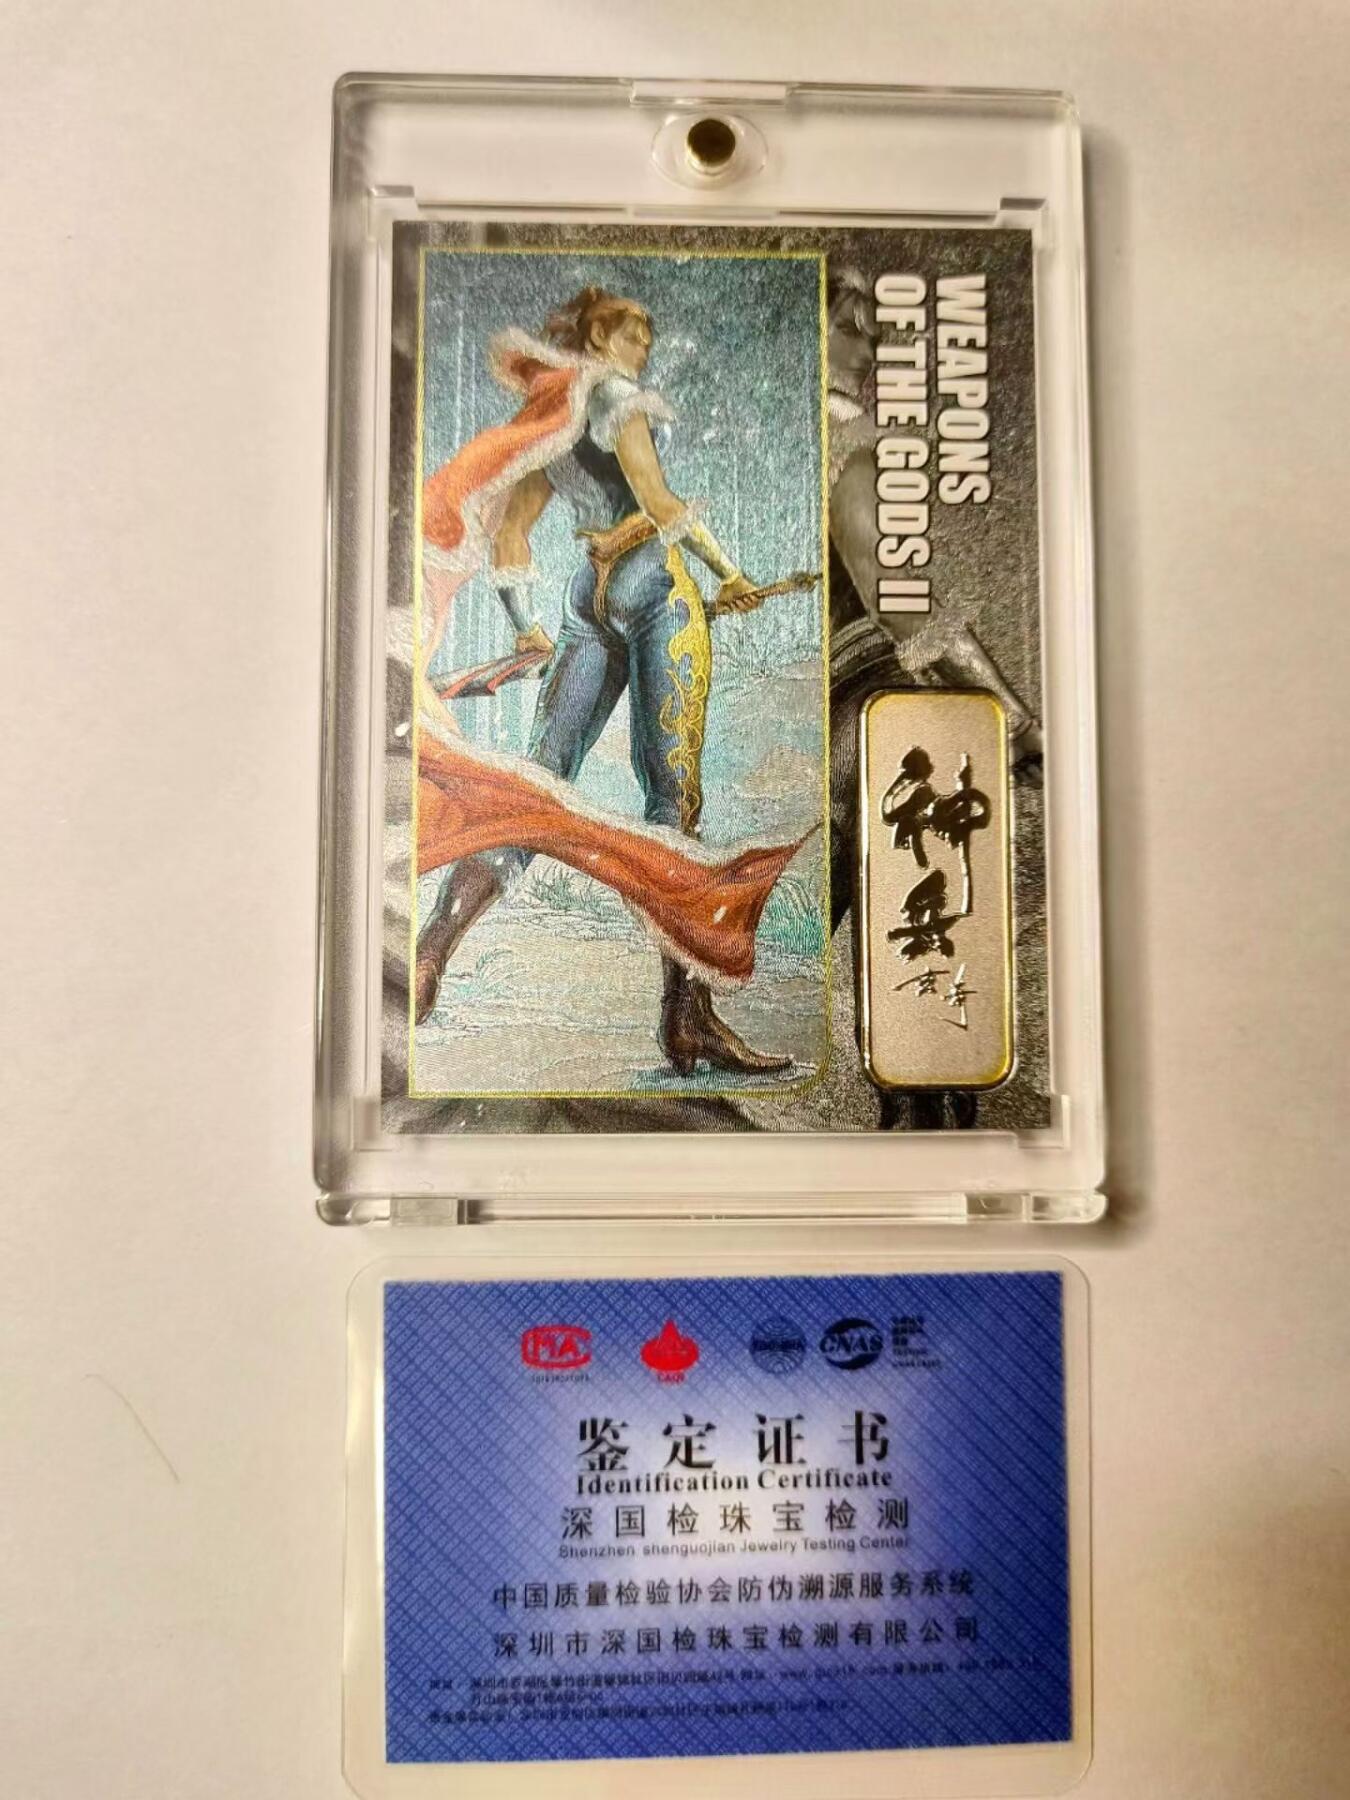 WEAPONS
OF THE GODS II
神兵
玄奇
CAQI
CNAS
鉴定证书
Identification Certificate
深国检珠宝检测
Shenzhen shenguojian Jewelry Testing Center
中国质量检验协会防伪溯源服务系统
深圳市深国检珠宝检测有限公司